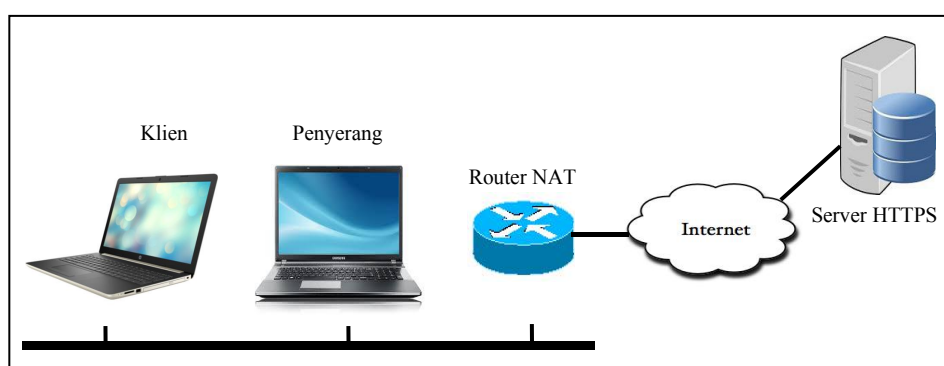 Klien
Penyerang
Router NAT
Internet
Server HTTPS